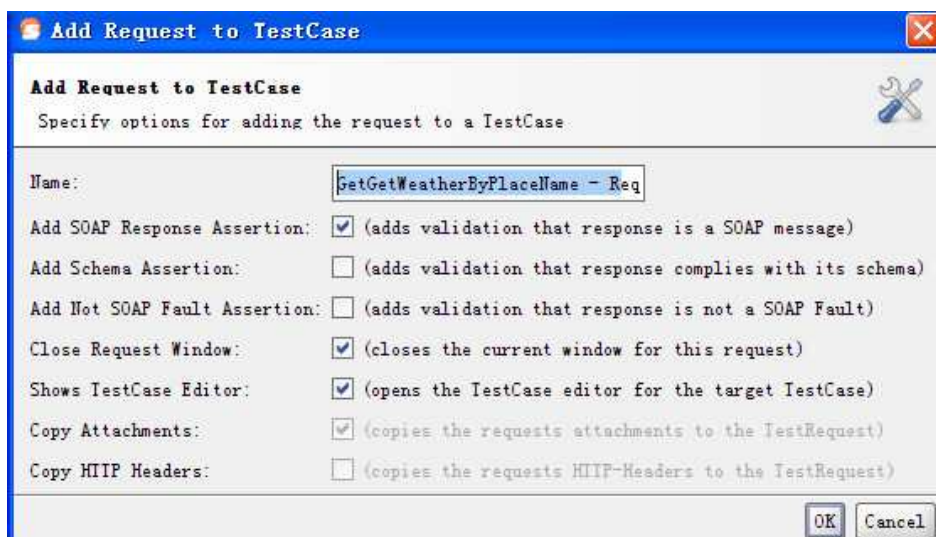 Add Request to TestCase
Add Request to TestCase
Specify options for adding the request to a TestCase
Name: GetGetWeatherByPlaceName - Req
Add SOAP Response Assertion: (adds validation that response is a SOAP message)
Add Schema Assertion: (adds validation that response complies with its schema)
Add Not SOAP Fault Assertion: (adds validation that response is not a SOAP Fault)
Close Request Window: (closes the current window for this request)
Shows TestCase Editor: (opens the TestCase editor for the target TestCase)
Copy Attachments: (copies the requests attachments to the TestRequest)
Copy HTTP Headers: (copies the requests HTTP-Headers to the TestRequest)
OK Cancel